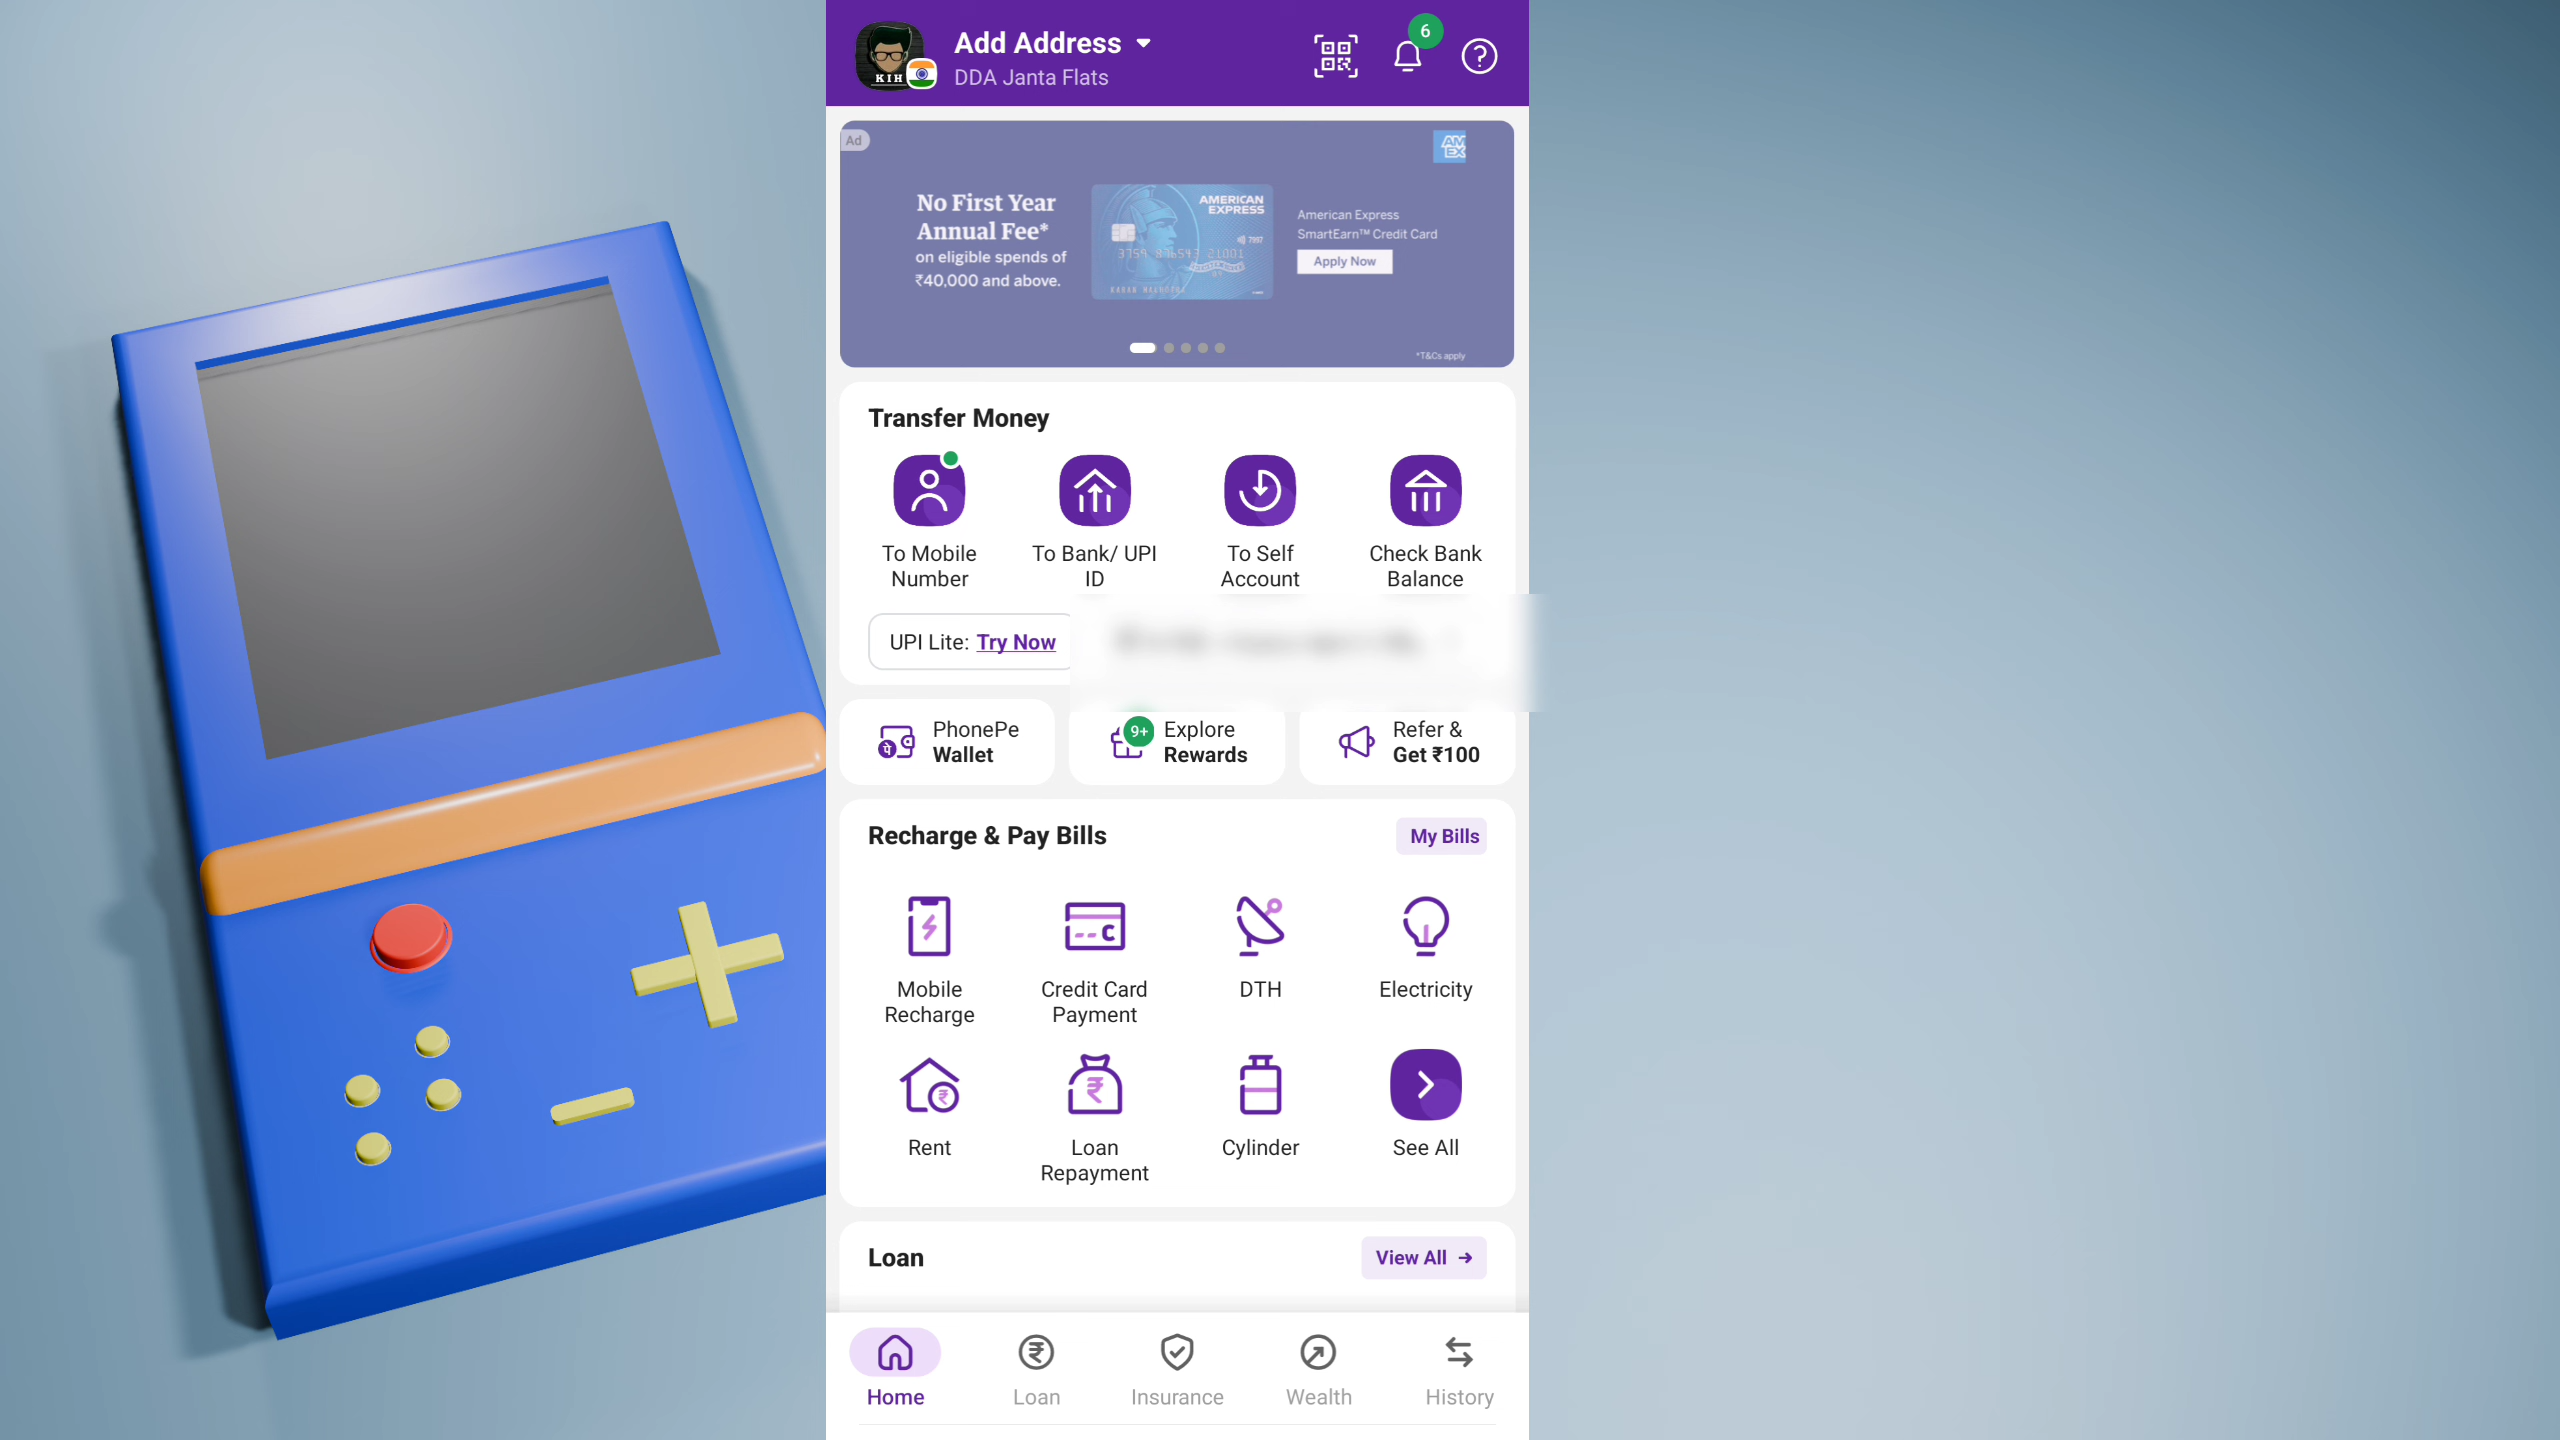 Add Address
DDA Janta Flats
KIH
6
Ad
AM
EX
No First Year
Annual Fee*
on eligible spends of
₹40,000 and above.
AMERICAN
EXPRESS
American Express
SmartEarn™ Credit Card
Apply Now
*T&Cs apply
Transfer Money
To Mobile
Number
To Bank/ UPI
ID
To Self
Account
Check Bank
Balance
UPI Lite: Try Now
PhonePe
Wallet
9+
Explore
Rewards
Refer &
Get ₹100
Recharge & Pay Bills
My Bills
Mobile
Recharge
Credit Card
Payment
DTH
Electricity
Rent
Loan
Repayment
Cylinder
See All
Loan
View All
Home
Loan
Insurance
Wealth
History